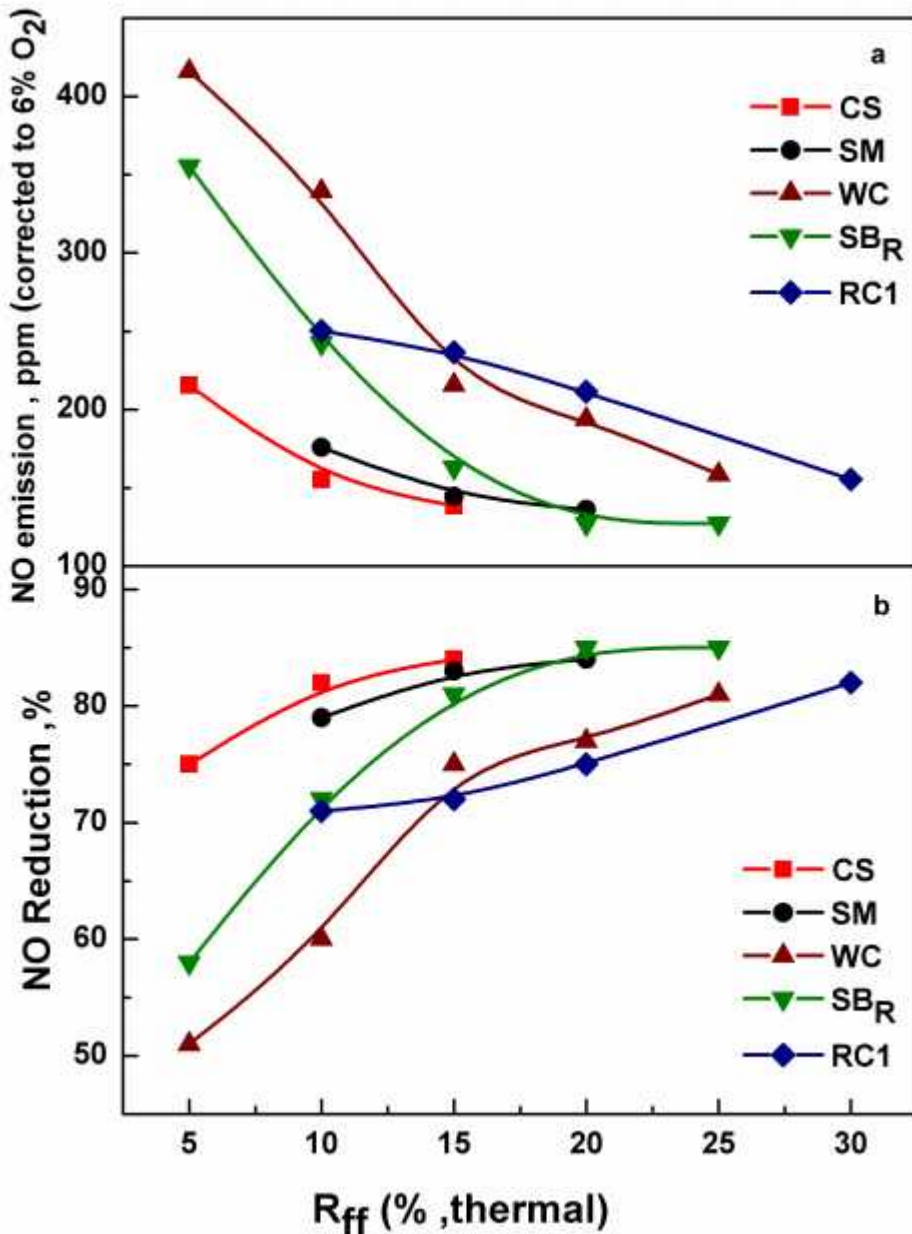 NO emission , ppm (corrected to 6% O2)
a
CS
SM
WC
SBR
RC1
400
300
200
100
b
90
80
70
60
50
NO Reduction ,%
CS
SM
WC
SBR
RC1
5 10 15 20 25 30
Rff (% ,thermal)